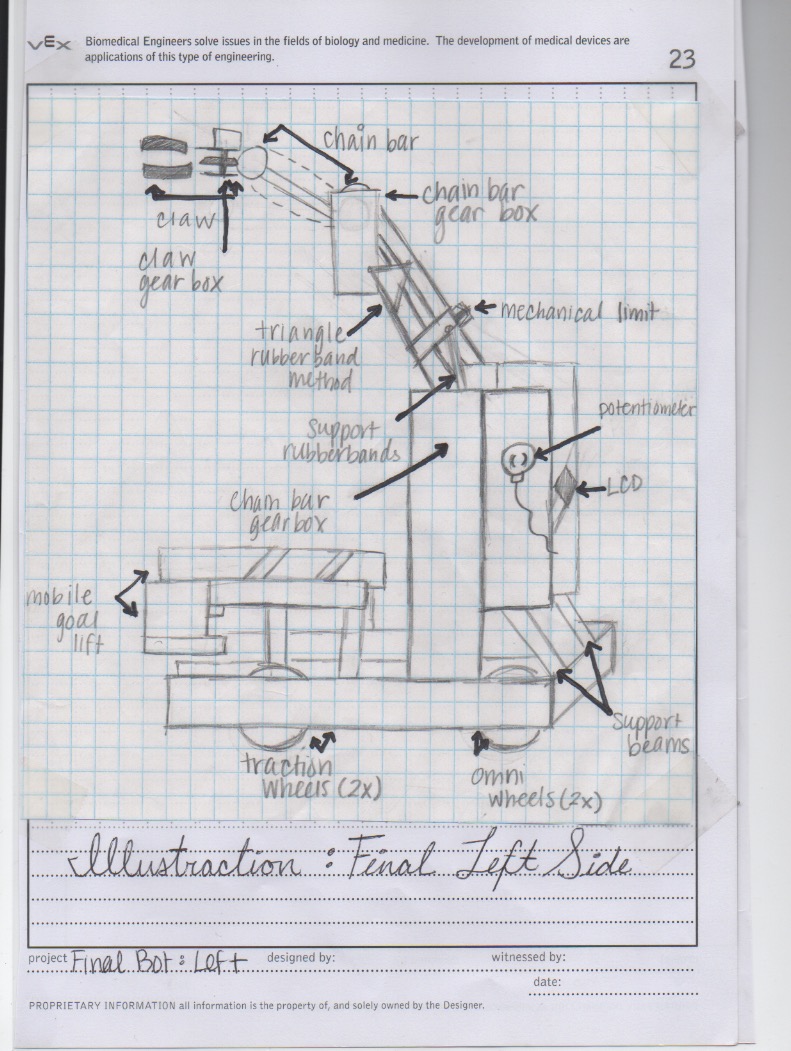 VEX
Biomedical Engineers solve issues in the fields of biology and medicine. The development of medical devices are
applications of this type of engineering.
23
chain bar
chain bar
gear box
claw
claw
gear box
mechanical limit
triangle
rubberband
method
potentiometer
support
rubberbands
LCD
chain bar
gearbox
mobile
goal
lift
support
beams
traction
wheels (2x)
omni
wheels (2x)
Illustraction : Final Left Side
project Final Bot : Left designed by: witnessed by:
date:
PROPRIETARY INFORMATION all information is the property of, and solely owned by the Designer.